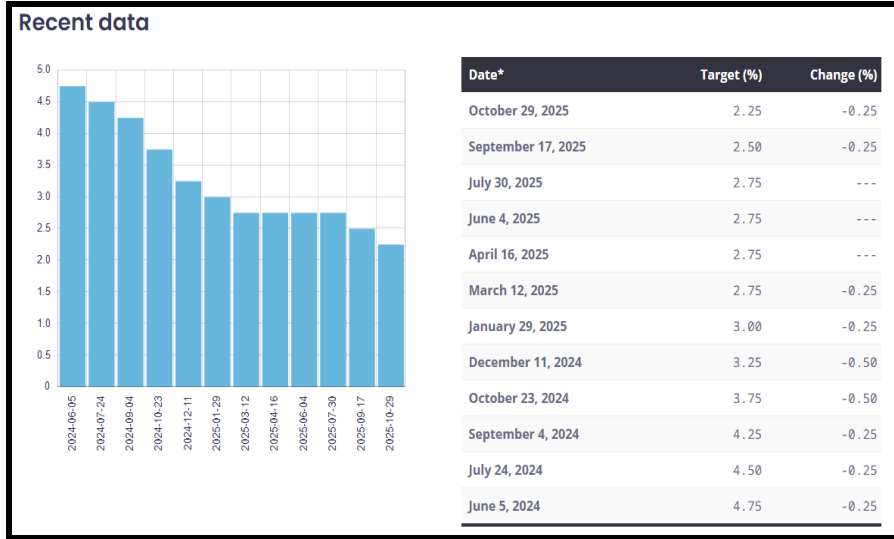 Recent data
5.0
4.5
4.0
3.5
3.0
2.5
2.0
1.5
1.0
0.5
0
2024-06-05
2024-07-24
2024-09-04
2024-10-23
2024-12-11
2025-01-29
2025-03-12
2025-04-16
2025-06-04
2025-07-30
2025-09-17
2025-10-29
Date* Target (%) Change (%)
October 29, 2025 2.25 -0.25
September 17, 2025 2.50 -0.25
July 30, 2025 2.75 ---
June 4, 2025 2.75 ---
April 16, 2025 2.75 ---
March 12, 2025 2.75 -0.25
January 29, 2025 3.00 -0.25
December 11, 2024 3.25 -0.50
October 23, 2024 3.75 -0.50
September 4, 2024 4.25 -0.25
July 24, 2024 4.50 -0.25
June 5, 2024 4.75 -0.25